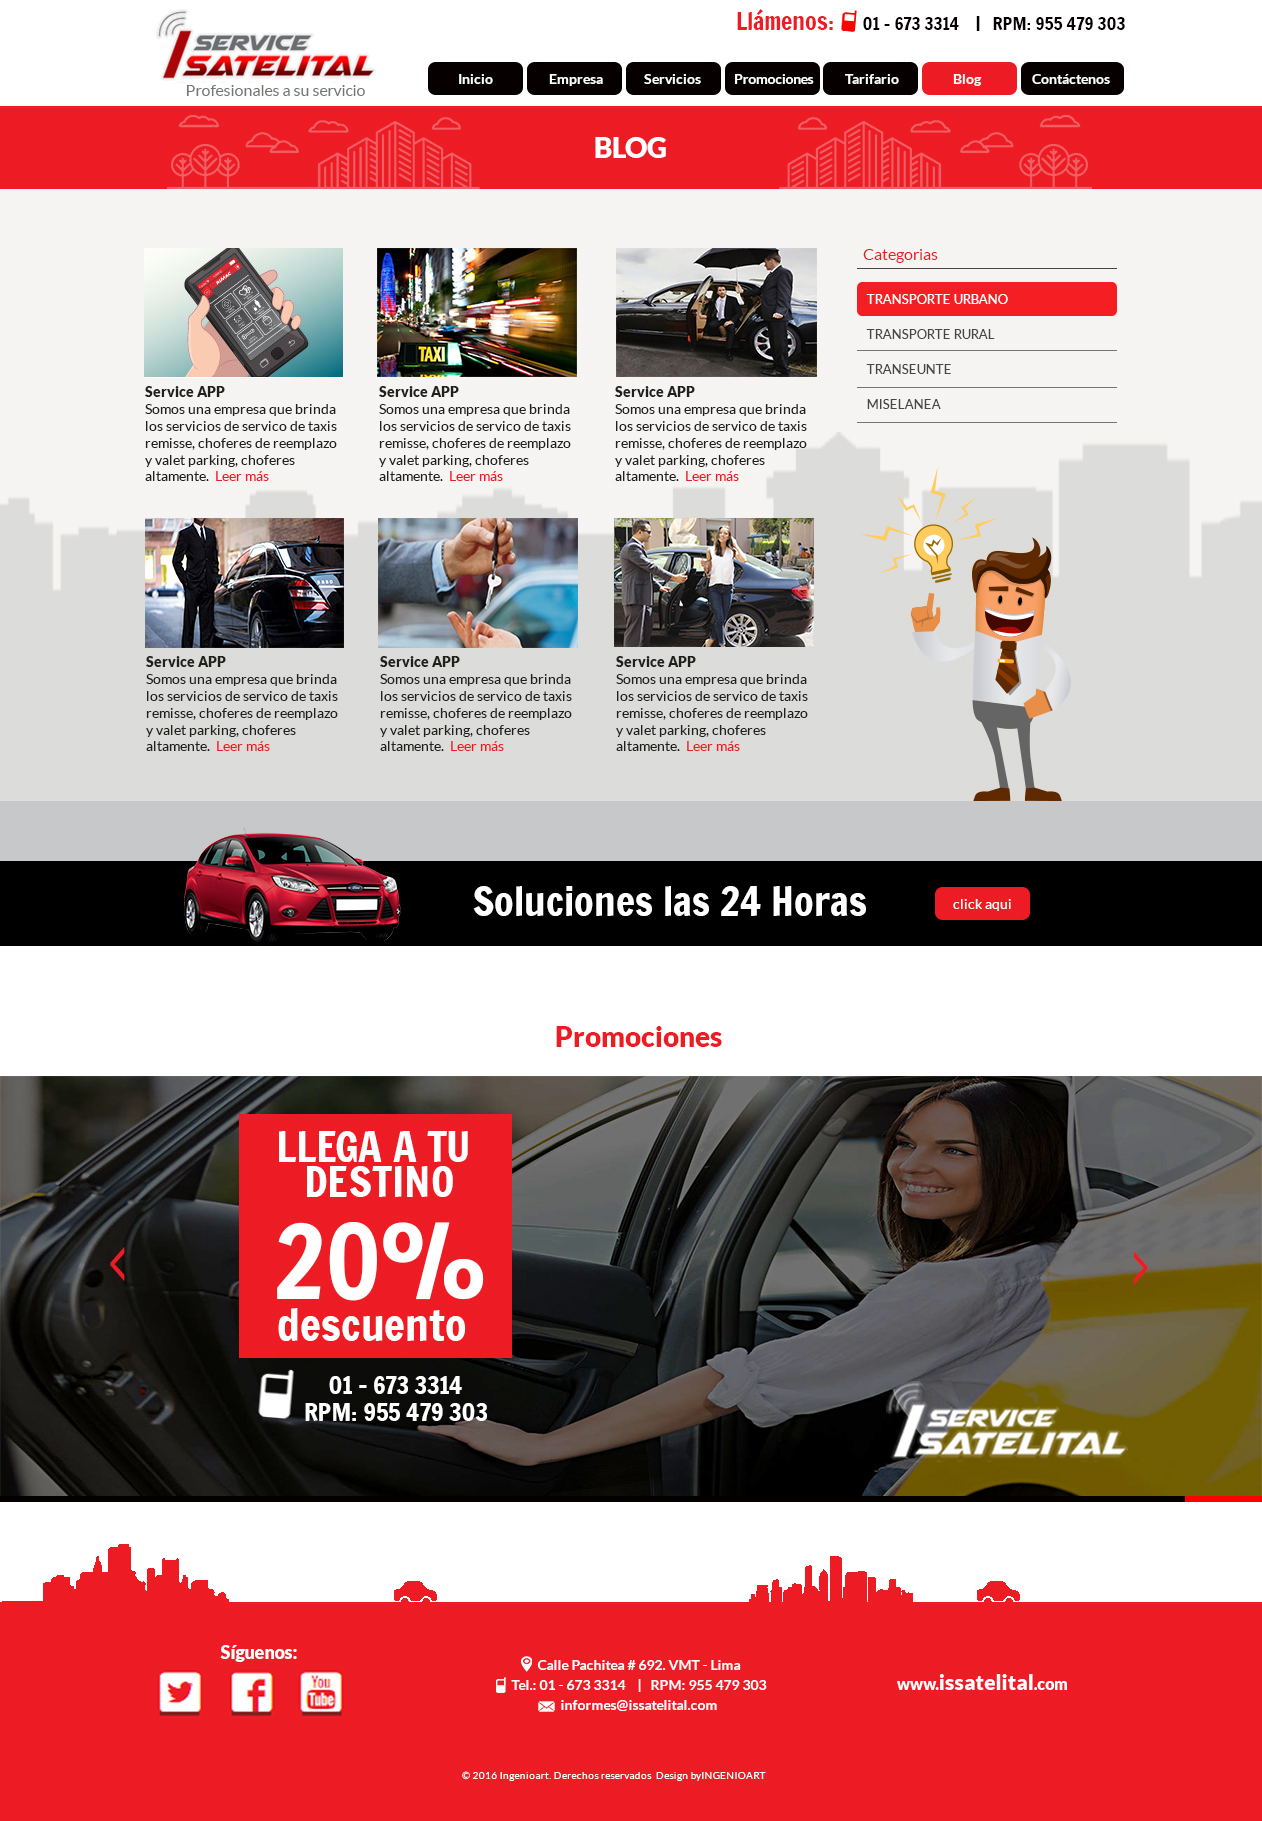 Llámenos: 01 - 673 3314 | RPM: 955 479 303
I SERVICE
SATELITAL
Profesionales a su servicio
Inicio
Empresa
Servicios
Promociones
Tarifario
Blog
Contáctenos
BLOG
Service APP
Somos una empresa que brinda
los servicios de servico de taxis
remisse, choferes de reemplazo
y valet parking, choferes
altamente. Leer más
TAXI
Service APP
Somos una empresa que brinda
los servicios de servico de taxis
remisse, choferes de reemplazo
y valet parking, choferes
altamente. Leer más
Service APP
Somos una empresa que brinda
los servicios de servico de taxis
remisse, choferes de reemplazo
y valet parking, choferes
altamente. Leer más
Categorias
TRANSPORTE URBANO
TRANSPORTE RURAL
TRANSEUNTE
MISELANEA
Service APP
Somos una empresa que brinda
los servicios de servico de taxis
remisse, choferes de reemplazo
y valet parking, choferes
altamente. Leer más
Service APP
Somos una empresa que brinda
los servicios de servico de taxis
remisse, choferes de reemplazo
y valet parking, choferes
altamente. Leer más
Service APP
Somos una empresa que brinda
los servicios de servico de taxis
remisse, choferes de reemplazo
y valet parking, choferes
altamente. Leer más
Soluciones las 24 Horas
click aqui
Promociones
LLEGA A TU
DESTINO
20%
descuento
01 - 673 3314
RPM: 955 479 303
I SERVICE
SATELITAL
Síguenos:
You
Tube
Calle Pachitea # 692. VMT - Lima
Tel.: 01 - 673 3314 | RPM: 955 479 303
informes@issatelital.com
www.issatelital.com
© 2016 Ingenioart. Derechos reservados Design byINGENIOART